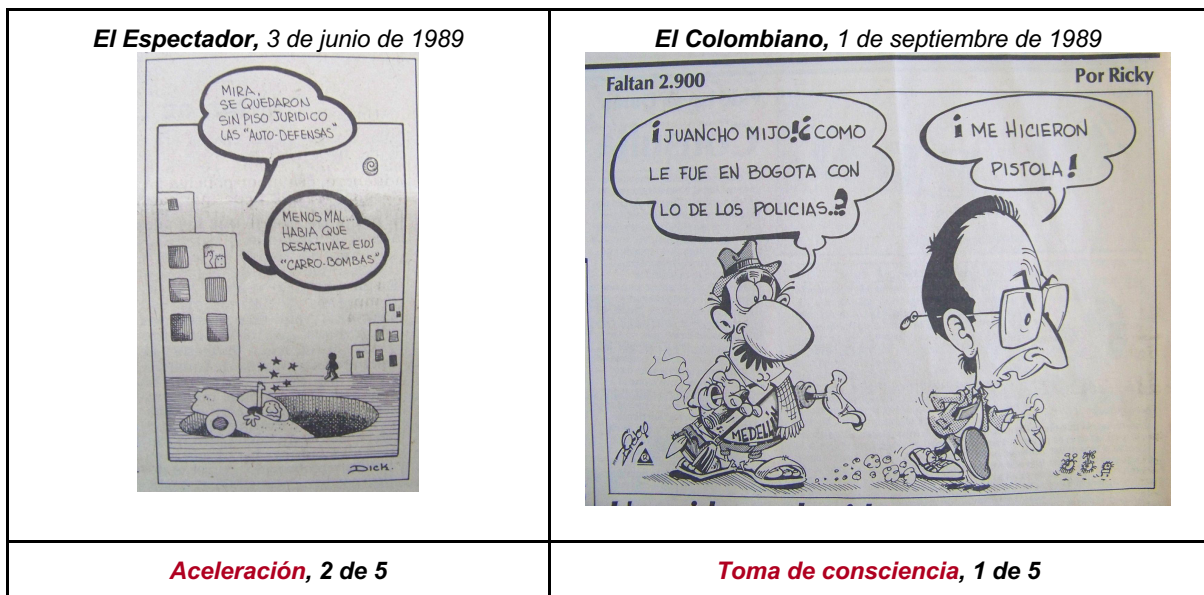 El Espectador, 3 de junio de 1989
MIRA,
SE QUEDARON
SIN PISO JURIDICO
LAS "AUTO-DEFENSAS"
MENOS MAL...
HABIA QUE
DESACTIVAR ESOS
"CARRO-BOMBAS"
DICK.
Aceleración, 2 de 5
El Colombiano, 1 de septiembre de 1989
Faltan 2.900
Por Ricky
¡JUANCHO MIJO!¿COMO
LE FUE EN BOGOTA CON
LO DE LOS POLICIAS..?
¡ ME HICIERON
PISTOLA!
MEDELL
Toma de consciencia, 1 de 5